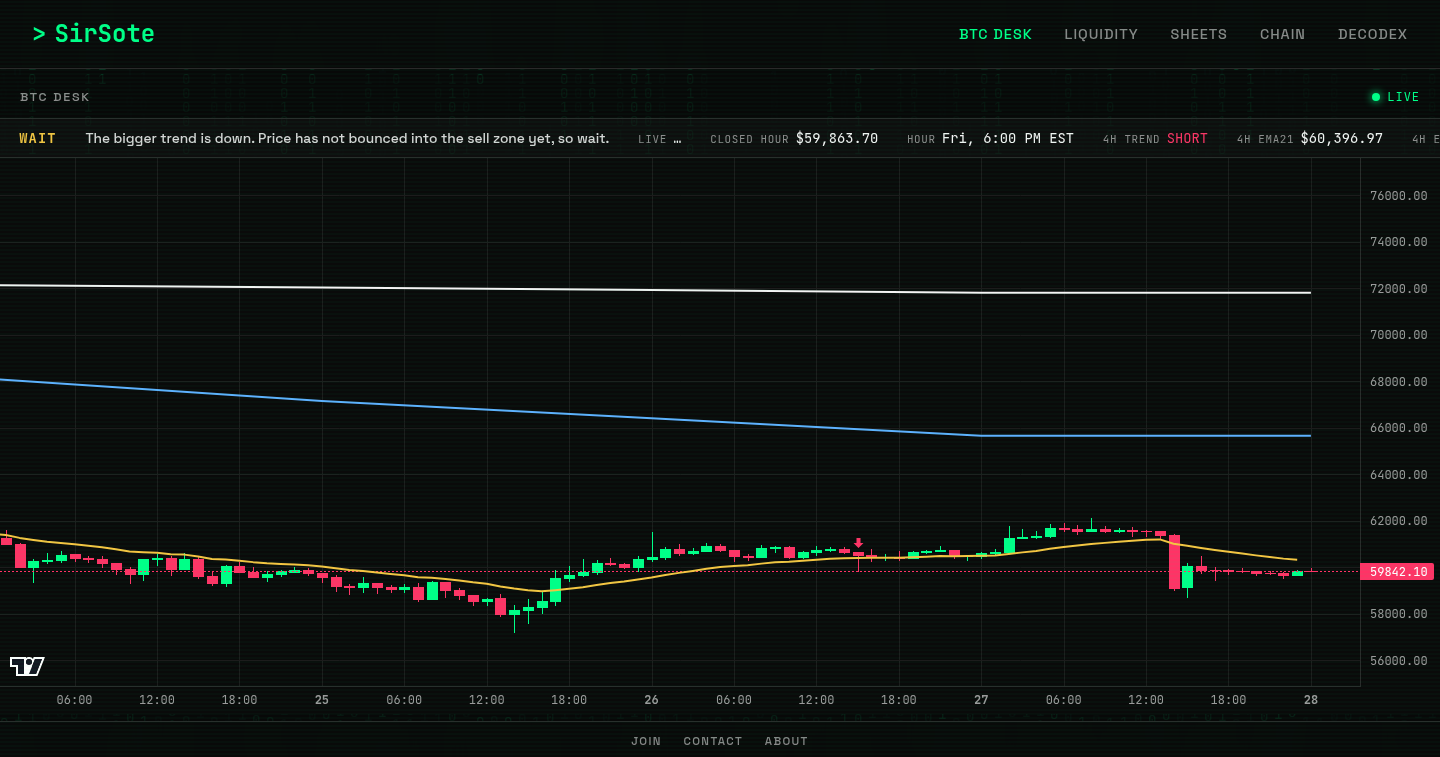 > SirSote
BTC DESK LIQUIDITY SHEETS CHAIN DECODEX
BTC DESK
LIVE
WAIT The bigger trend is down. Price has not bounced into the sell zone yet, so wait. LIVE … CLOSED HOUR $59,863.70 HOUR Fri, 6:00 PM EST 4H TREND SHORT 4H EMA21 $60,396.97 4H E
76000.00
74000.00
72000.00
70000.00
68000.00
66000.00
64000.00
62000.00
59842.10
58000.00
56000.00
06:00 12:00 18:00 25 06:00 12:00 18:00 26 06:00 12:00 18:00 27 06:00 12:00 18:00 28
JOIN CONTACT ABOUT